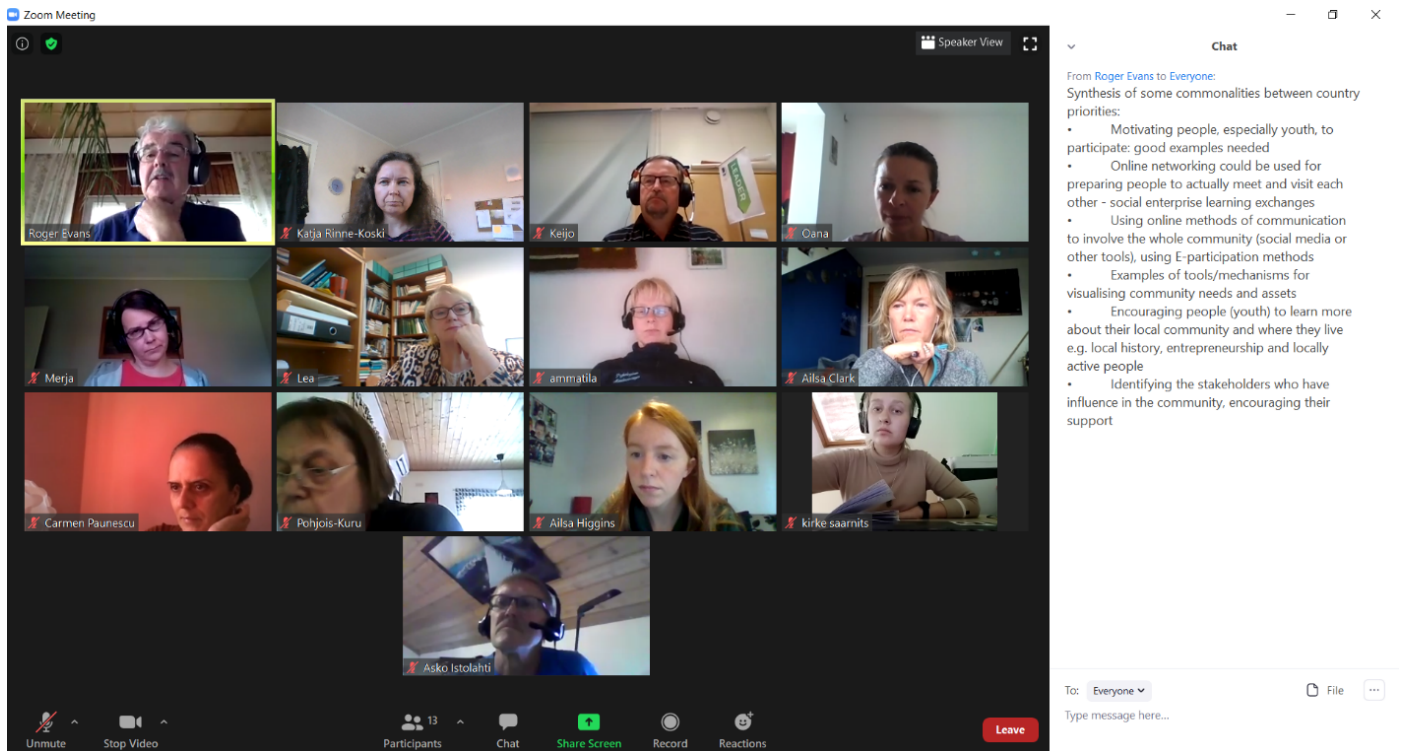 Zoom Meeting
Speaker View
Roger Evans
Katja Rinne-Koski
Keijo
LEADER
Oana
Merja
Lea
ammatila
Ailsa Clark
Carmen Paunescu
Pohjois-Kuru
Ailsa Higgins
kirke saarnits
Asko Istolahti
Unmute
Stop Video
13
Participants
Chat
Share Screen
Record
Reactions
Leave
Chat
From Roger Evans to Everyone:
Synthesis of some commonalities between country
priorities:
• Motivating people, especially youth, to
participate: good examples needed
• Online networking could be used for
preparing people to actually meet and visit each
other - social enterprise learning exchanges
• Using online methods of communication
to involve the whole community (social media or
other tools), using E-participation methods
• Examples of tools/mechanisms for
visualising community needs and assets
• Encouraging people (youth) to learn more
about their local community and where they live
e.g. local history, entrepreneurship and locally
active people
• Identifying the stakeholders who have
influence in the community, encouraging their
support
To: Everyone
File
Type message here...